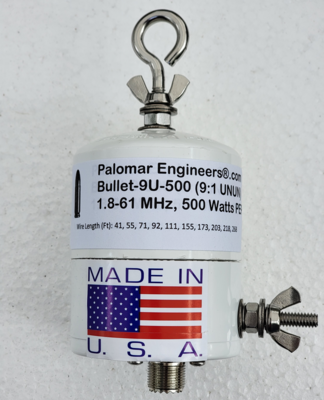 Palomar Engineers®.com
Bullet-9U-500 (9:1 UNUN)
1.8-61 MHz, 500 Watts PE
Wire Length (Ft): 41, 55, 71, 92, 111, 155, 173, 203, 218,
MADE IN
U. S. A.